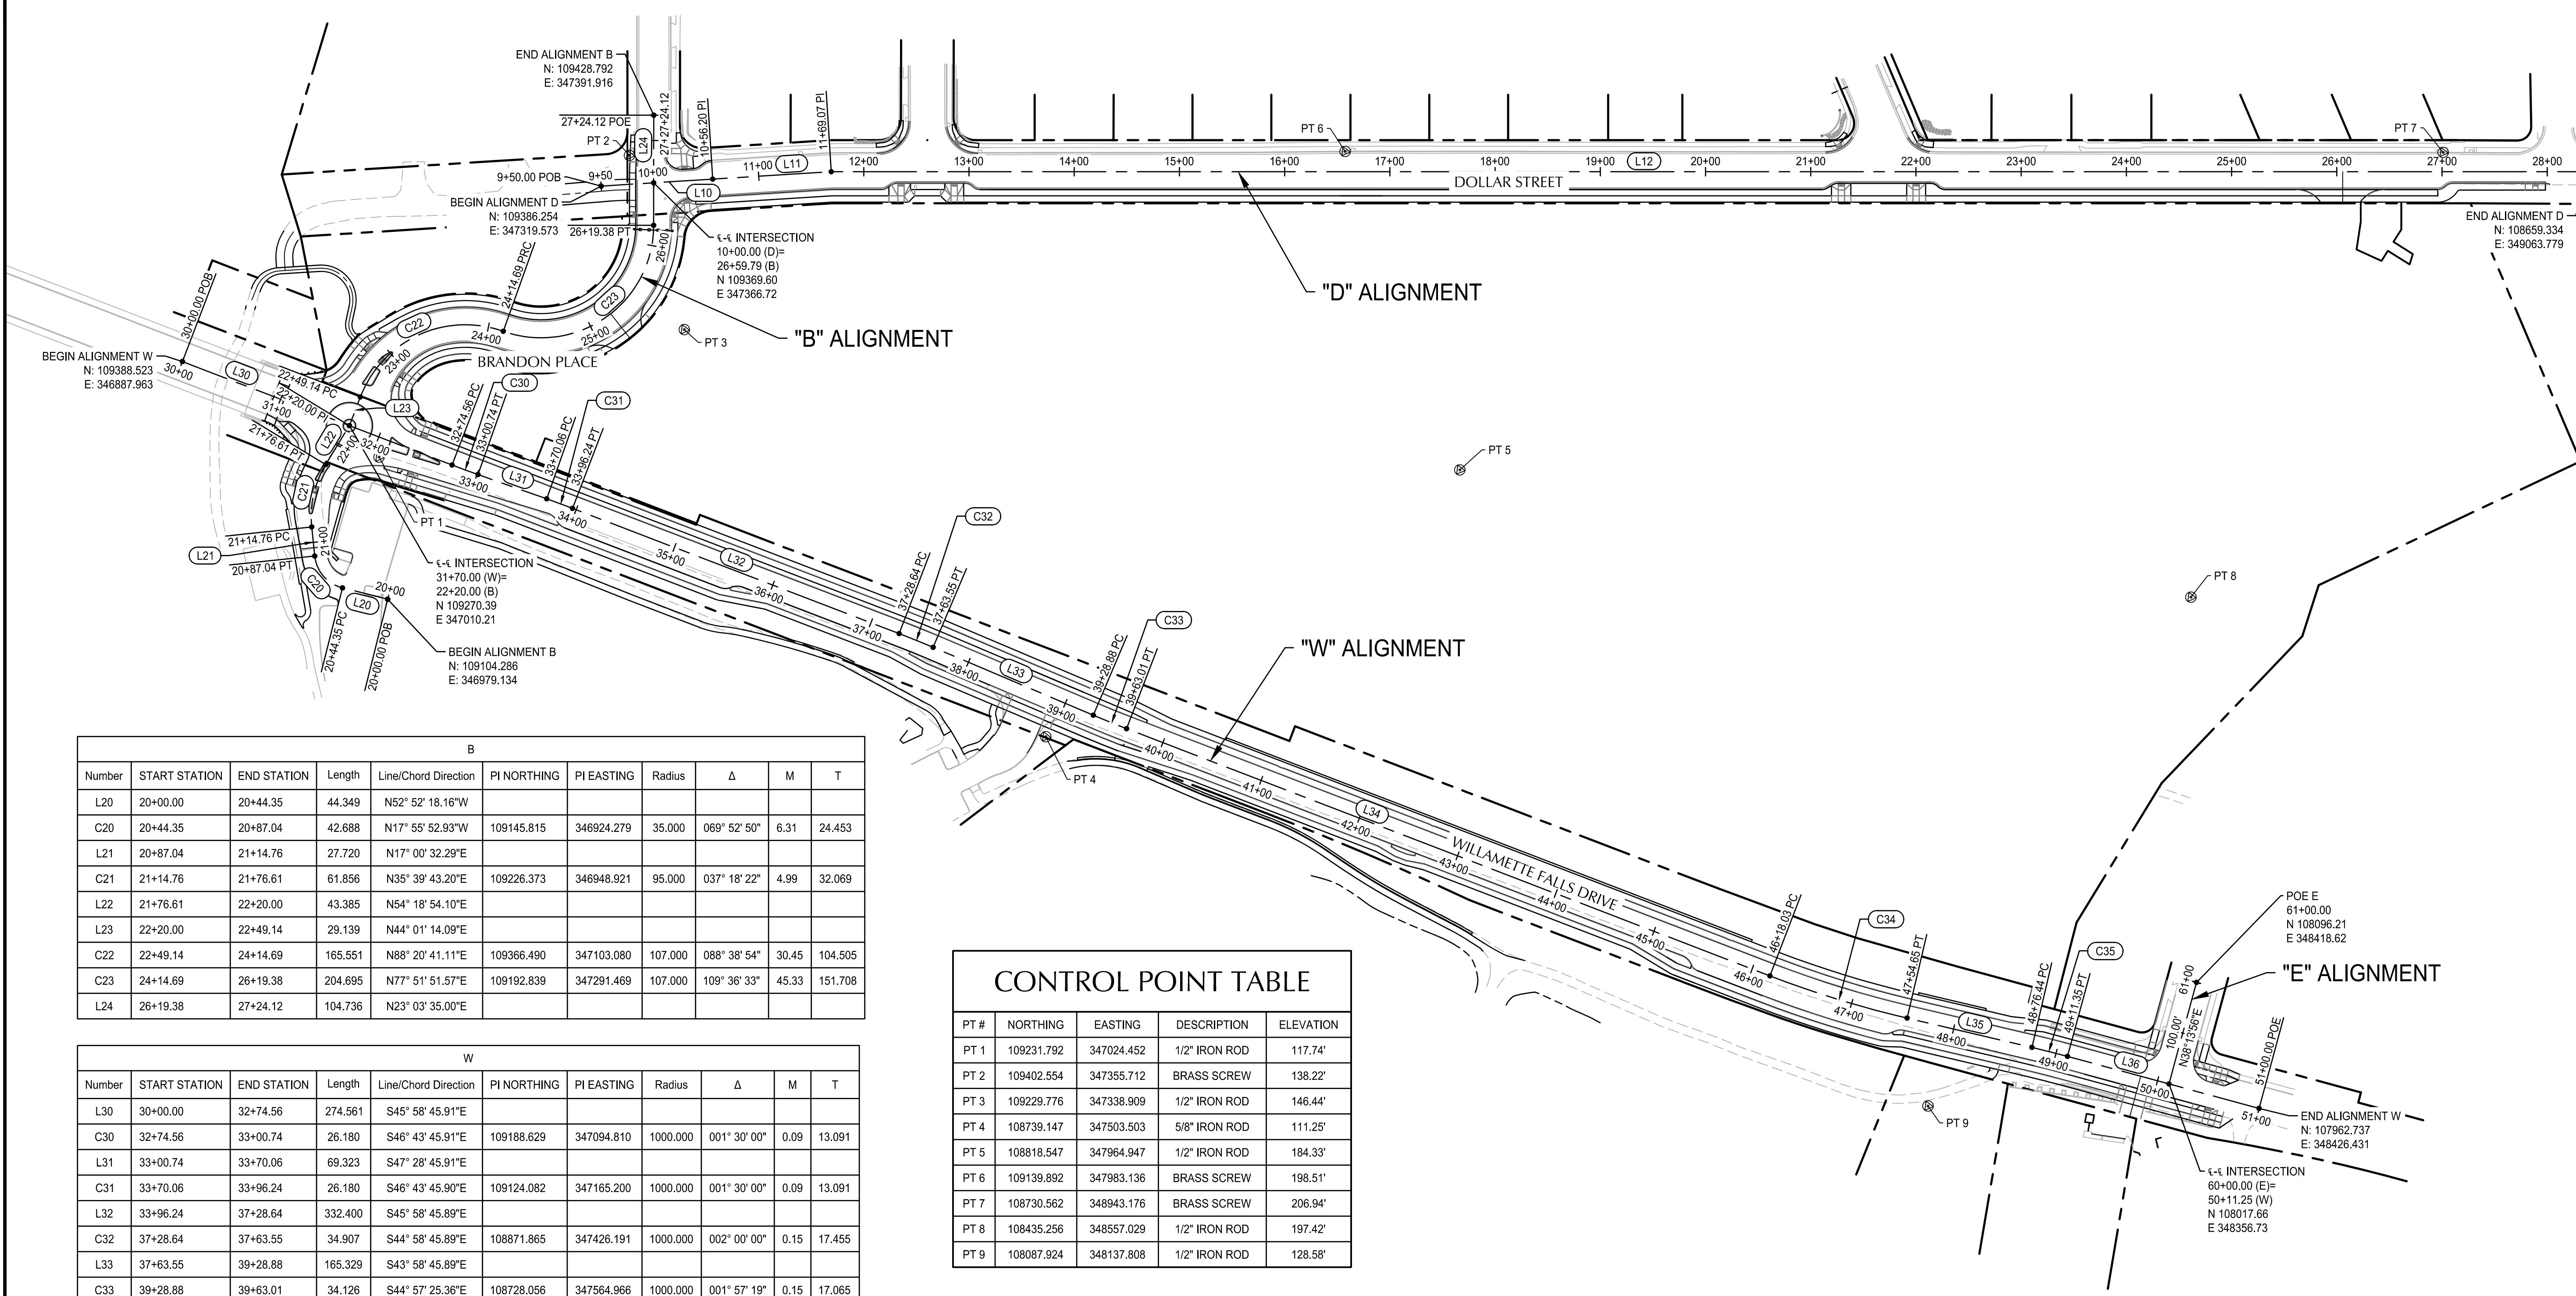 END ALIGNMENT B
N: 109428.792
E: 347391.916
27+24.12 POE
27+27+24.12
L24
PT 2
10+56.20 PI
11+69.07 PI
9+50.00 POB
9+50
10+00
L10
11+00
L11
12+00
13+00
14+00
15+00
PT 6
16+00
17+00
18+00
19+00
L12
20+00
21+00
22+00
23+00
24+00
25+00
26+00
PT 7
27+00
28+00
DOLLAR STREET
BEGIN ALIGNMENT D
N: 109386.254
E: 347319.573
26+19.38 PT
26+00
END ALIGNMENT D
N: 108659.334
E: 349063.779
℄-℄ INTERSECTION
10+00.00 (D)=
26+59.79 (B)
N 109369.60
E 347366.72
"D" ALIGNMENT
24+14.69 PRC
C23
C22
23+00
24+00
25+00
PT 3
"B" ALIGNMENT
BRANDON PLACE
30+00.00 POB
BEGIN ALIGNMENT W
N: 109388.523
E: 346887.963
30+00
L30
22+49.14 PC
22+20.00 PI
31+00
21+76.61 PT
L22
22+00
L23
32+00
32+74.56 PC
33+00.74 PT
C30
C31
33+70.06 PC
33+96.24 PT
L31
33+00
34+00
C21
PT 1
21+14.76 PC
21+00
L21
20+87.04 PT
C20
L20
20+00
20+44.35 PC
20+00.00 POB
℄-℄ INTERSECTION
31+70.00 (W)=
22+20.00 (B)
N 109270.39
E 347010.21
BEGIN ALIGNMENT B
N: 109104.286
E: 346979.134
35+00
L32
36+00
37+00
C32
37+28.64 PC
37+63.55 PT
38+00
L33
39+00
C33
39+28.88 PC
39+63.01 PT
40+00
PT 4
PT 5
"W" ALIGNMENT
41+00
L34
42+00
WILLAMETTE FALLS DRIVE
43+00
44+00
45+00
46+00
46+18.03 PC
C34
47+00
47+54.65 PT
48+00
L35
PT 8
48+76.44 PC
49+11.35 PT
C35
49+00
L36
50+00
PT 9
POE E
61+00.00
N 108096.21
E 348418.62
61+00
"E" ALIGNMENT
100.00'
N38°13'56"E
51+00.00 POE
51+00
END ALIGNMENT W
N: 107962.737
E: 348426.431
℄-℄ INTERSECTION
60+00.00 (E)=
50+11.25 (W)
N 108017.66
E 348356.73
B
Number START STATION END STATION Length Line/Chord Direction PI NORTHING PI EASTING Radius Δ M T
L20 20+00.00 20+44.35 44.349 N52° 52' 18.16"W
C20 20+44.35 20+87.04 42.688 N17° 55' 52.93"W 109145.815 346924.279 35.000 069° 52' 50" 6.31 24.453
L21 20+87.04 21+14.76 27.720 N17° 00' 32.29"E
C21 21+14.76 21+76.61 61.856 N35° 39' 43.20"E 109226.373 346948.921 95.000 037° 18' 22" 4.99 32.069
L22 21+76.61 22+20.00 43.385 N54° 18' 54.10"E
L23 22+20.00 22+49.14 29.139 N44° 01' 14.09"E
C22 22+49.14 24+14.69 165.551 N88° 20' 41.11"E 109366.490 347103.080 107.000 088° 38' 54" 30.45 104.505
C23 24+14.69 26+19.38 204.695 N77° 51' 51.57"E 109192.839 347291.469 107.000 109° 36' 33" 45.33 151.708
L24 26+19.38 27+24.12 104.736 N23° 03' 35.00"E
W
Number START STATION END STATION Length Line/Chord Direction PI NORTHING PI EASTING Radius Δ M T
L30 30+00.00 32+74.56 274.561 S45° 58' 45.91"E
C30 32+74.56 33+00.74 26.180 S46° 43' 45.91"E 109188.629 347094.810 1000.000 001° 30' 00" 0.09 13.091
L31 33+00.74 33+70.06 69.323 S47° 28' 45.91"E
C31 33+70.06 33+96.24 26.180 S46° 43' 45.90"E 109124.082 347165.200 1000.000 001° 30' 00" 0.09 13.091
L32 33+96.24 37+28.64 332.400 S45° 58' 45.89"E
C32 37+28.64 37+63.55 34.907 S44° 58' 45.89"E 108871.865 347426.191 1000.000 002° 00' 00" 0.15 17.455
L33 37+63.55 39+28.88 165.329 S43° 58' 45.89"E
C33 39+28.88 39+63.01 34.126 S44° 57' 25.36"E 108728.056 347564.966 1000.000 001° 57' 19" 0.15 17.065
CONTROL POINT TABLE
PT # NORTHING EASTING DESCRIPTION ELEVATION
PT 1 109231.792 347024.452 1/2" IRON ROD 117.74'
PT 2 109402.554 347355.712 BRASS SCREW 138.22'
PT 3 109229.776 347338.909 1/2" IRON ROD 146.44'
PT 4 108739.147 347503.503 5/8" IRON ROD 111.25'
PT 5 108818.547 347964.947 1/2" IRON ROD 184.33'
PT 6 109139.892 347983.136 BRASS SCREW 198.51'
PT 7 108730.562 348943.176 BRASS SCREW 206.94'
PT 8 108435.256 348557.029 1/2" IRON ROD 197.42'
PT 9 108087.924 348137.808 1/2" IRON ROD 128.58'